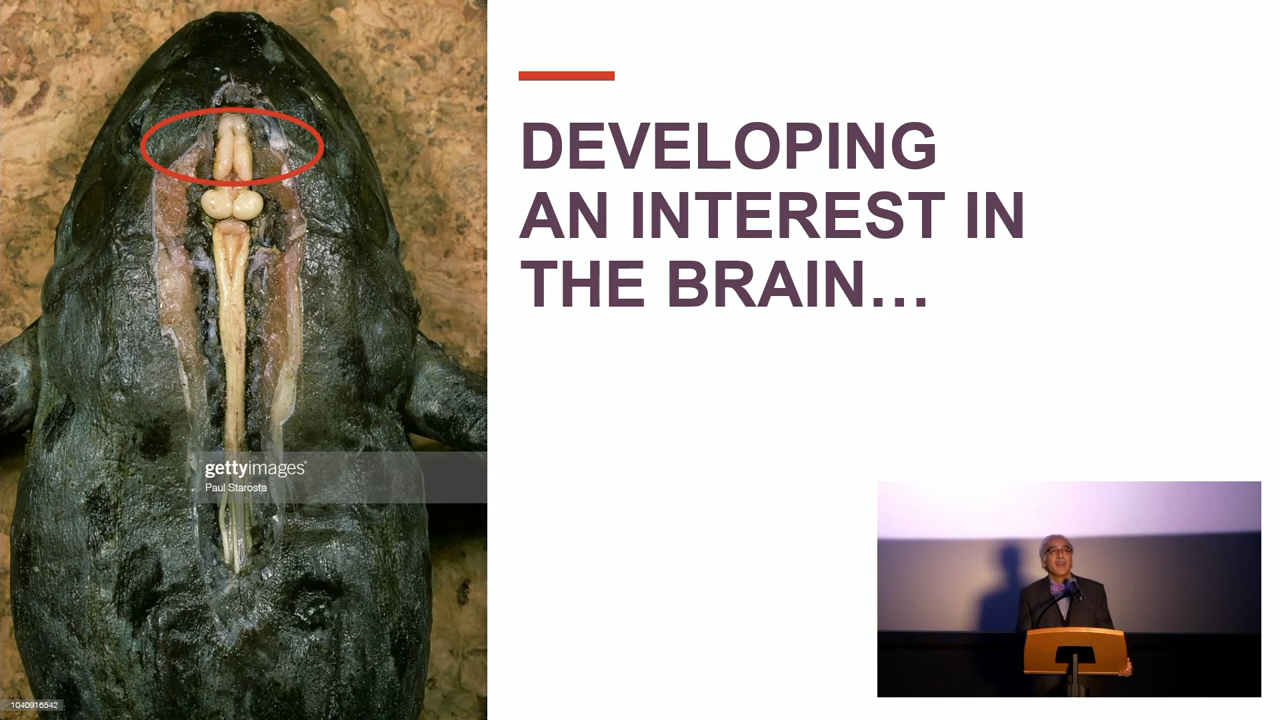 DEVELOPING
AN INTEREST IN
THE BRAIN…
gettyimages®
Paul Starosta
1040916542